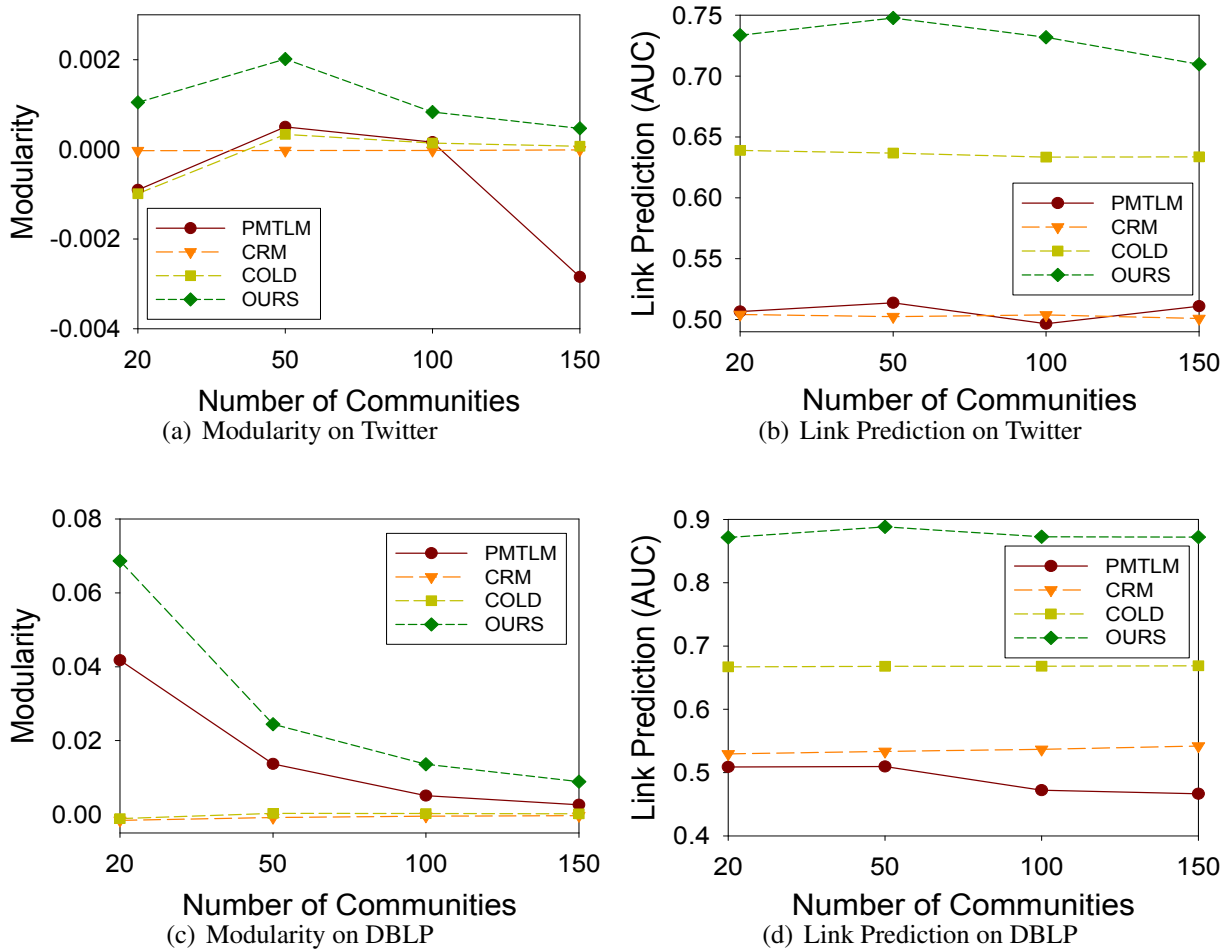 0.002
0.000
-0.002
-0.004
Modularity
PMTLM
CRM
COLD
OURS
20 50 100 150
Number of Communities
(a) Modularity on Twitter
0.75
0.70
0.65
0.60
0.55
0.50
Link Prediction (AUC)
PMTLM
CRM
COLD
OURS
20 50 100 150
Number of Communities
(b) Link Prediction on Twitter
0.08
0.06
0.04
0.02
0.00
Modularity
PMTLM
CRM
COLD
OURS
20 50 100 150
Number of Communities
(c) Modularity on DBLP
0.9
0.8
0.7
0.6
0.5
0.4
Link Prediction (AUC)
PMTLM
CRM
COLD
OURS
20 50 100 150
Number of Communities
(d) Link Prediction on DBLP